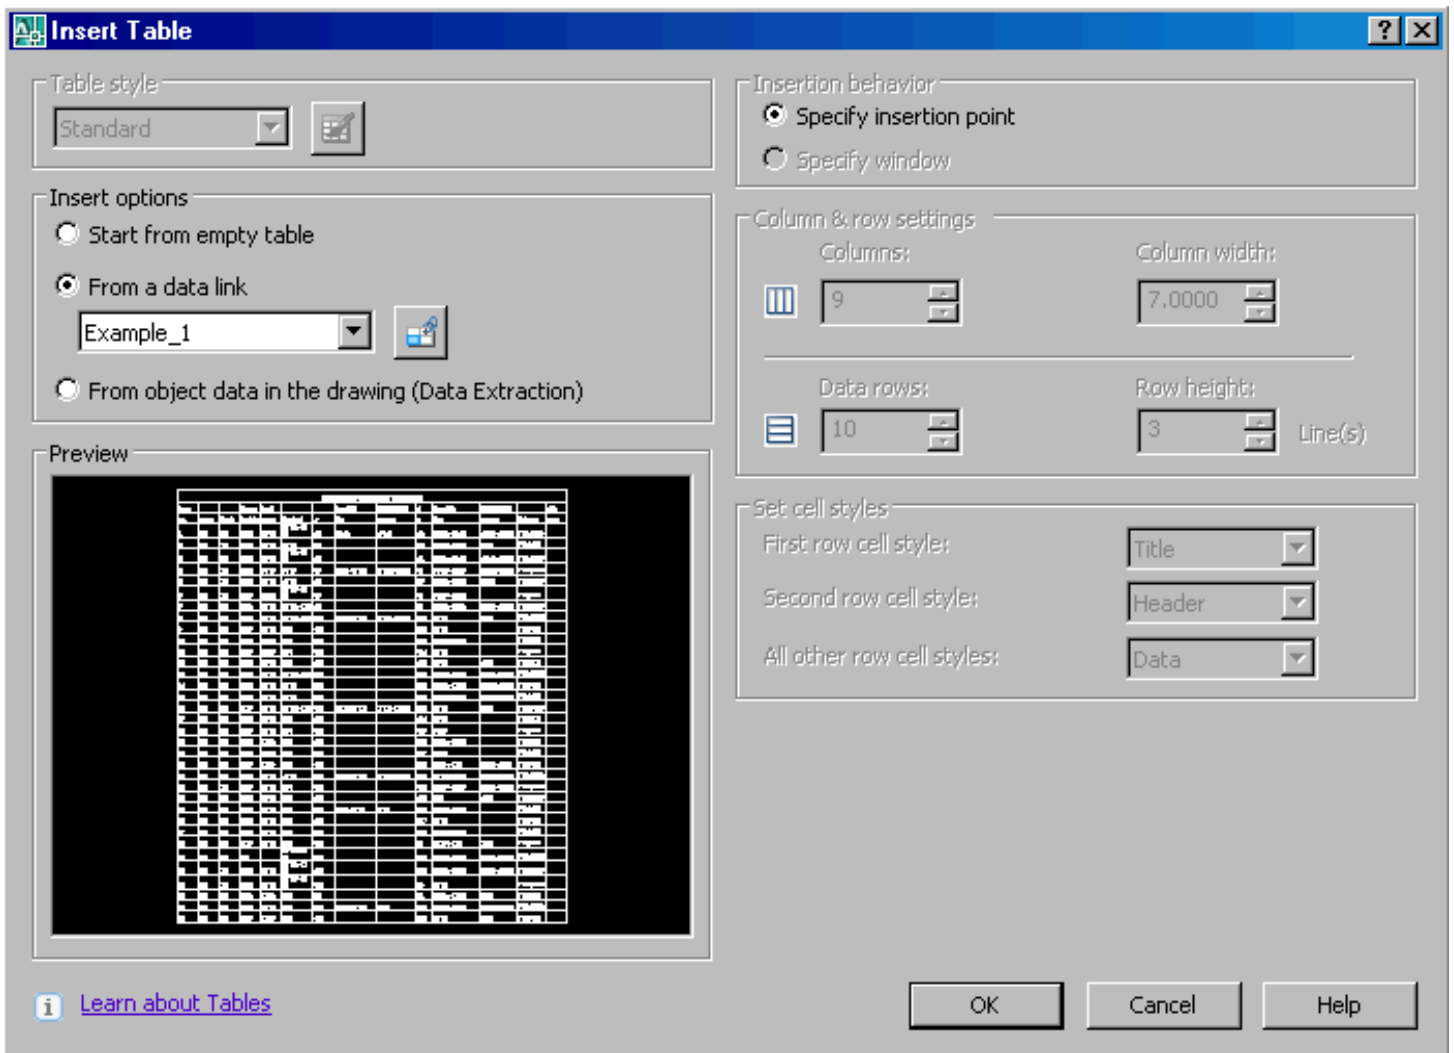 Insert Table
Table style
Standard
Insert options
Start from empty table
From a data link
Example_1
From object data in the drawing (Data Extraction)
Preview
Insertion behavior
Specify insertion point
Specify window
Column & row settings
Columns: Column width:
9 7.0000
Data rows: Row height:
10 3 Line(s)
Set cell styles
First row cell style: Title
Second row cell style: Header
All other row cell styles: Data
Learn about Tables
OK Cancel Help